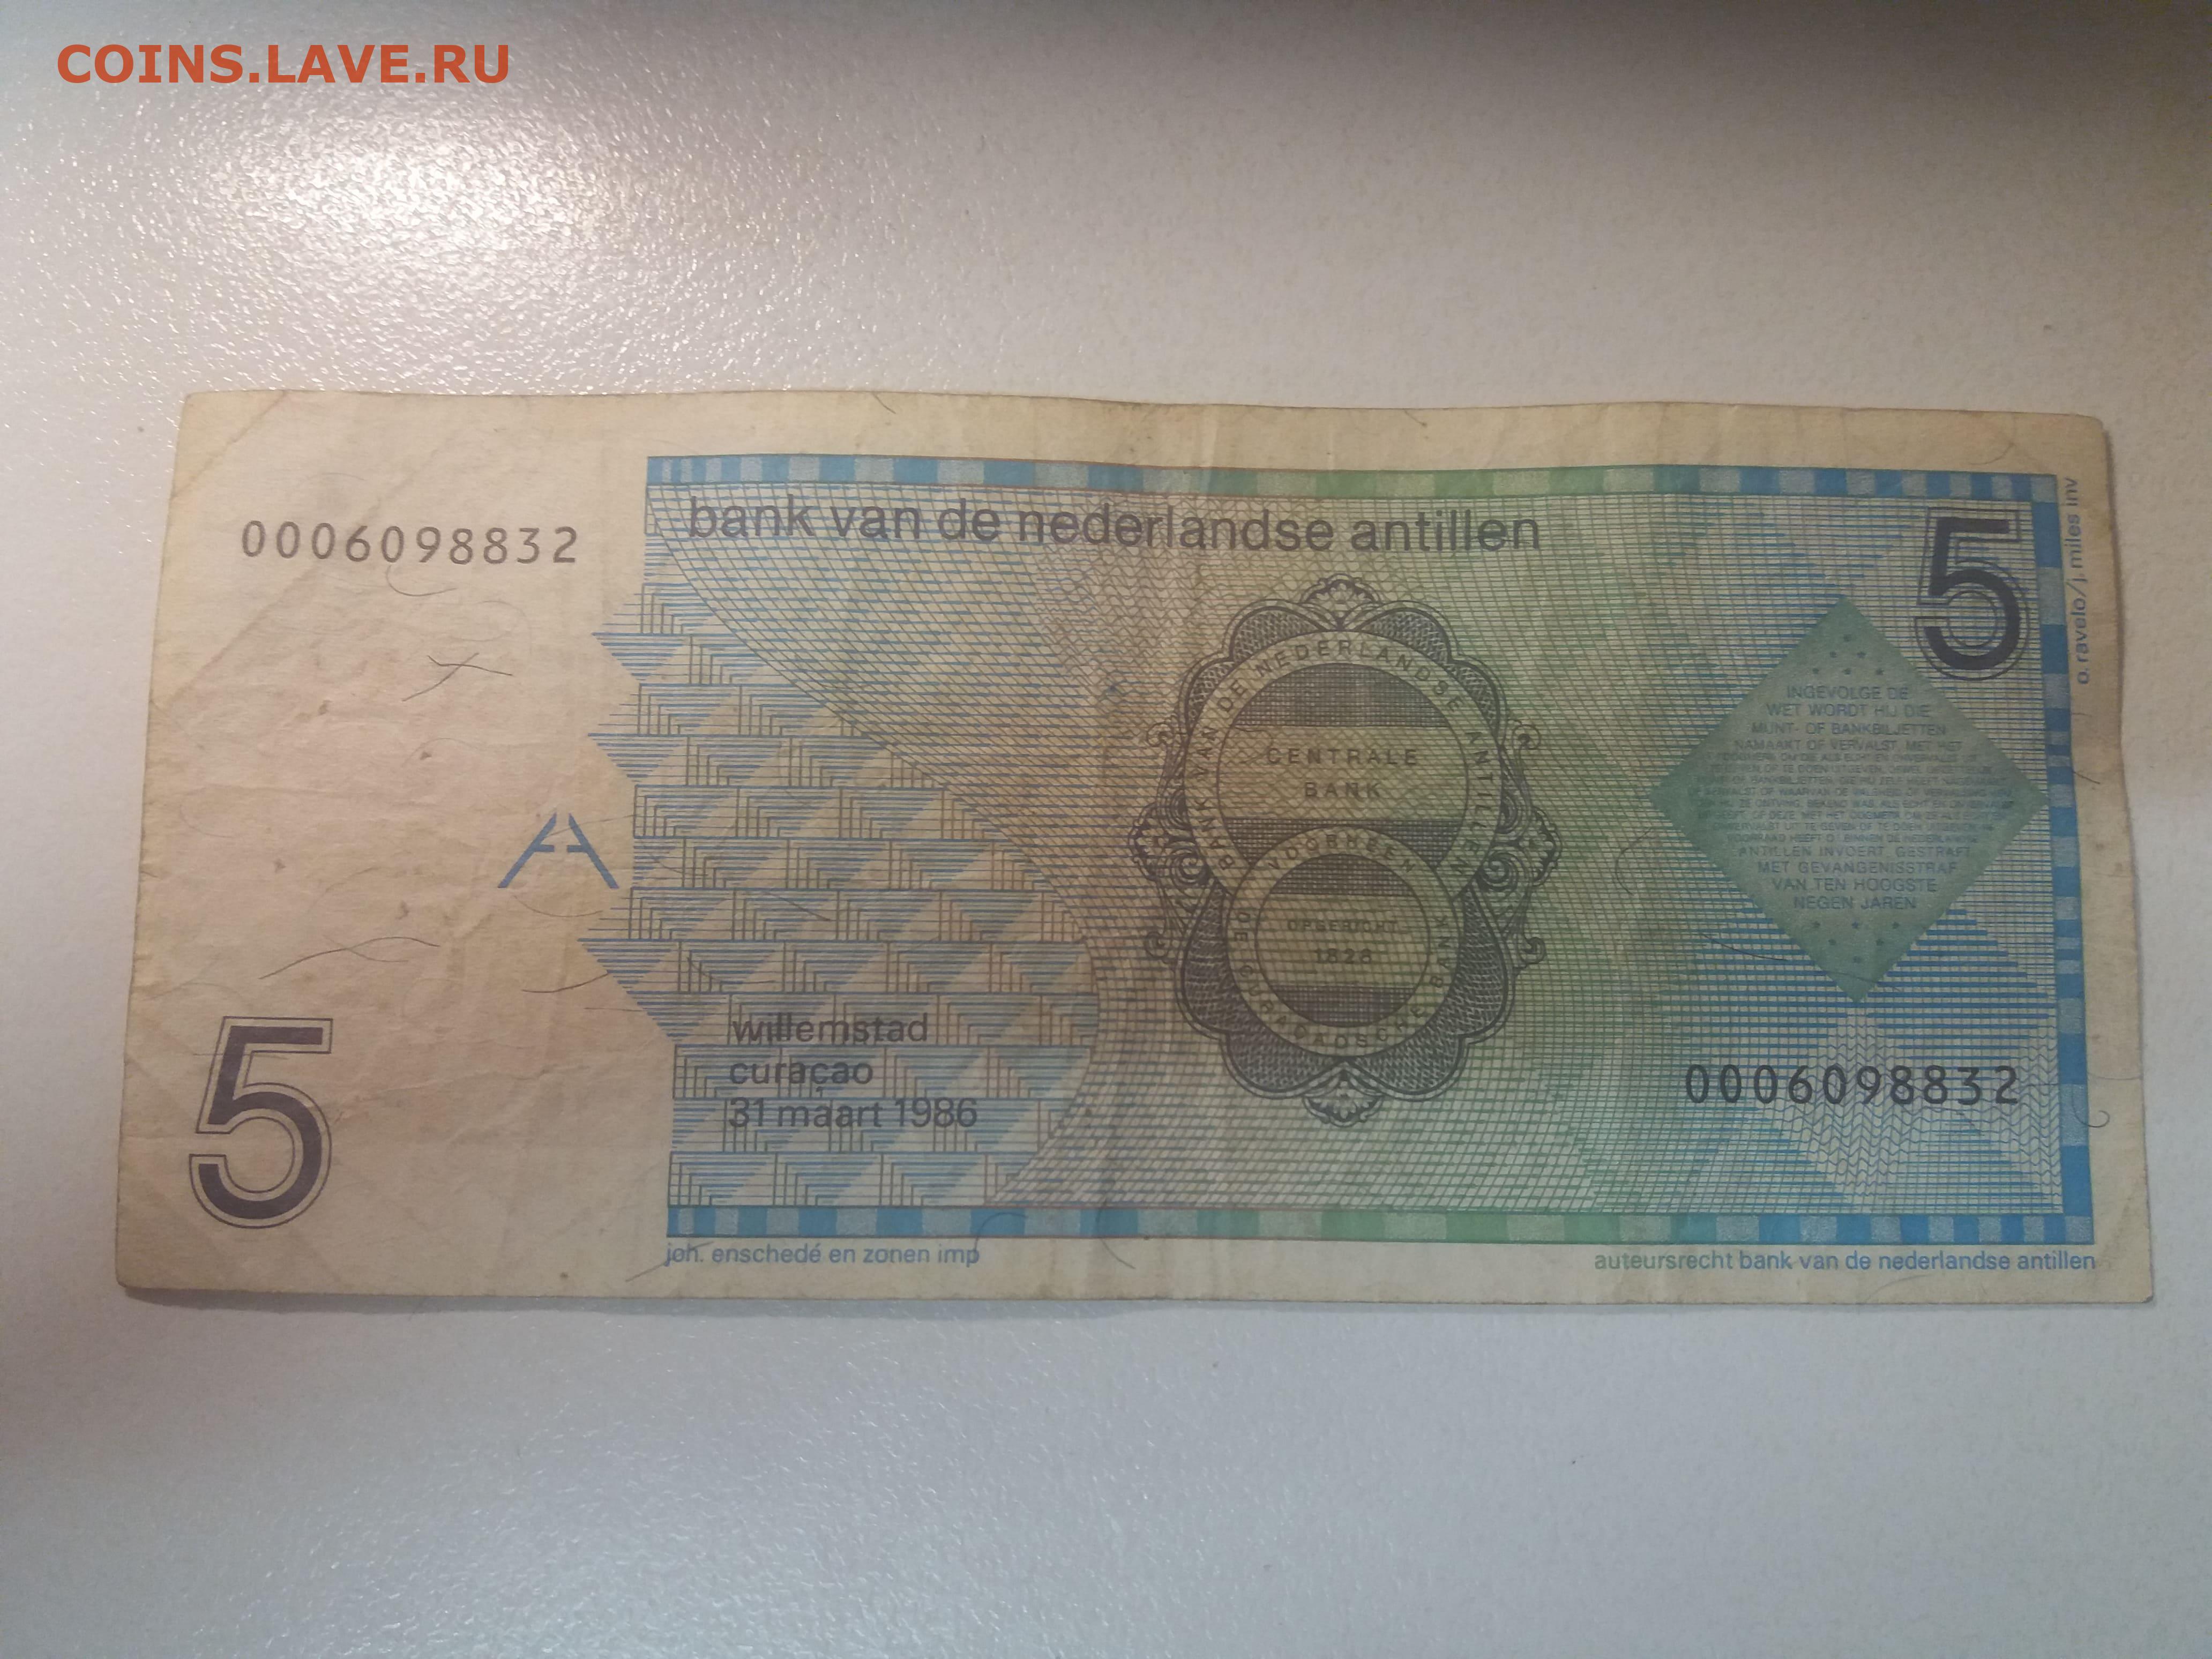 COINS.LAVE.RU
0006098832
bank van de nederlandse antillen
5
o. ravelo/j. miles inv
BANK VAN DE NEDERLANDSE ANTILLEN
CENTRALE
BANK
VOORHEEN
DE CURAÇAOSCHE BANK
OPGERICHT
1828
INGEVOLGE DE
WET WORDT HIJ DIE
MUNT- OF BANKBILJETTEN
NAMAAKT OF VERVALST, MET HET
ANTILLEN INVOERT, GESTRAFT
MET GEVANGENISSTRAF
VAN TEN HOOGSTE
NEGEN JAREN
5
willemstad
curaçao
31 maart 1986
0006098832
joh. enschedé en zonen imp
auteursrecht bank van de nederlandse antillen